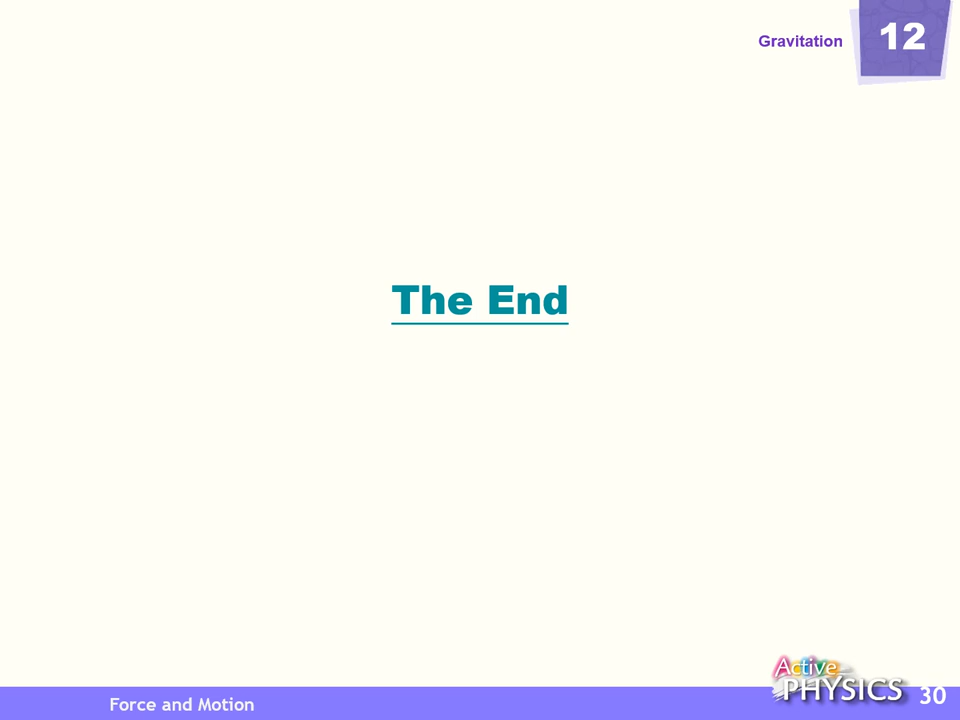 Gravitation
12
The End
Active
PHYSICS
Force and Motion
30